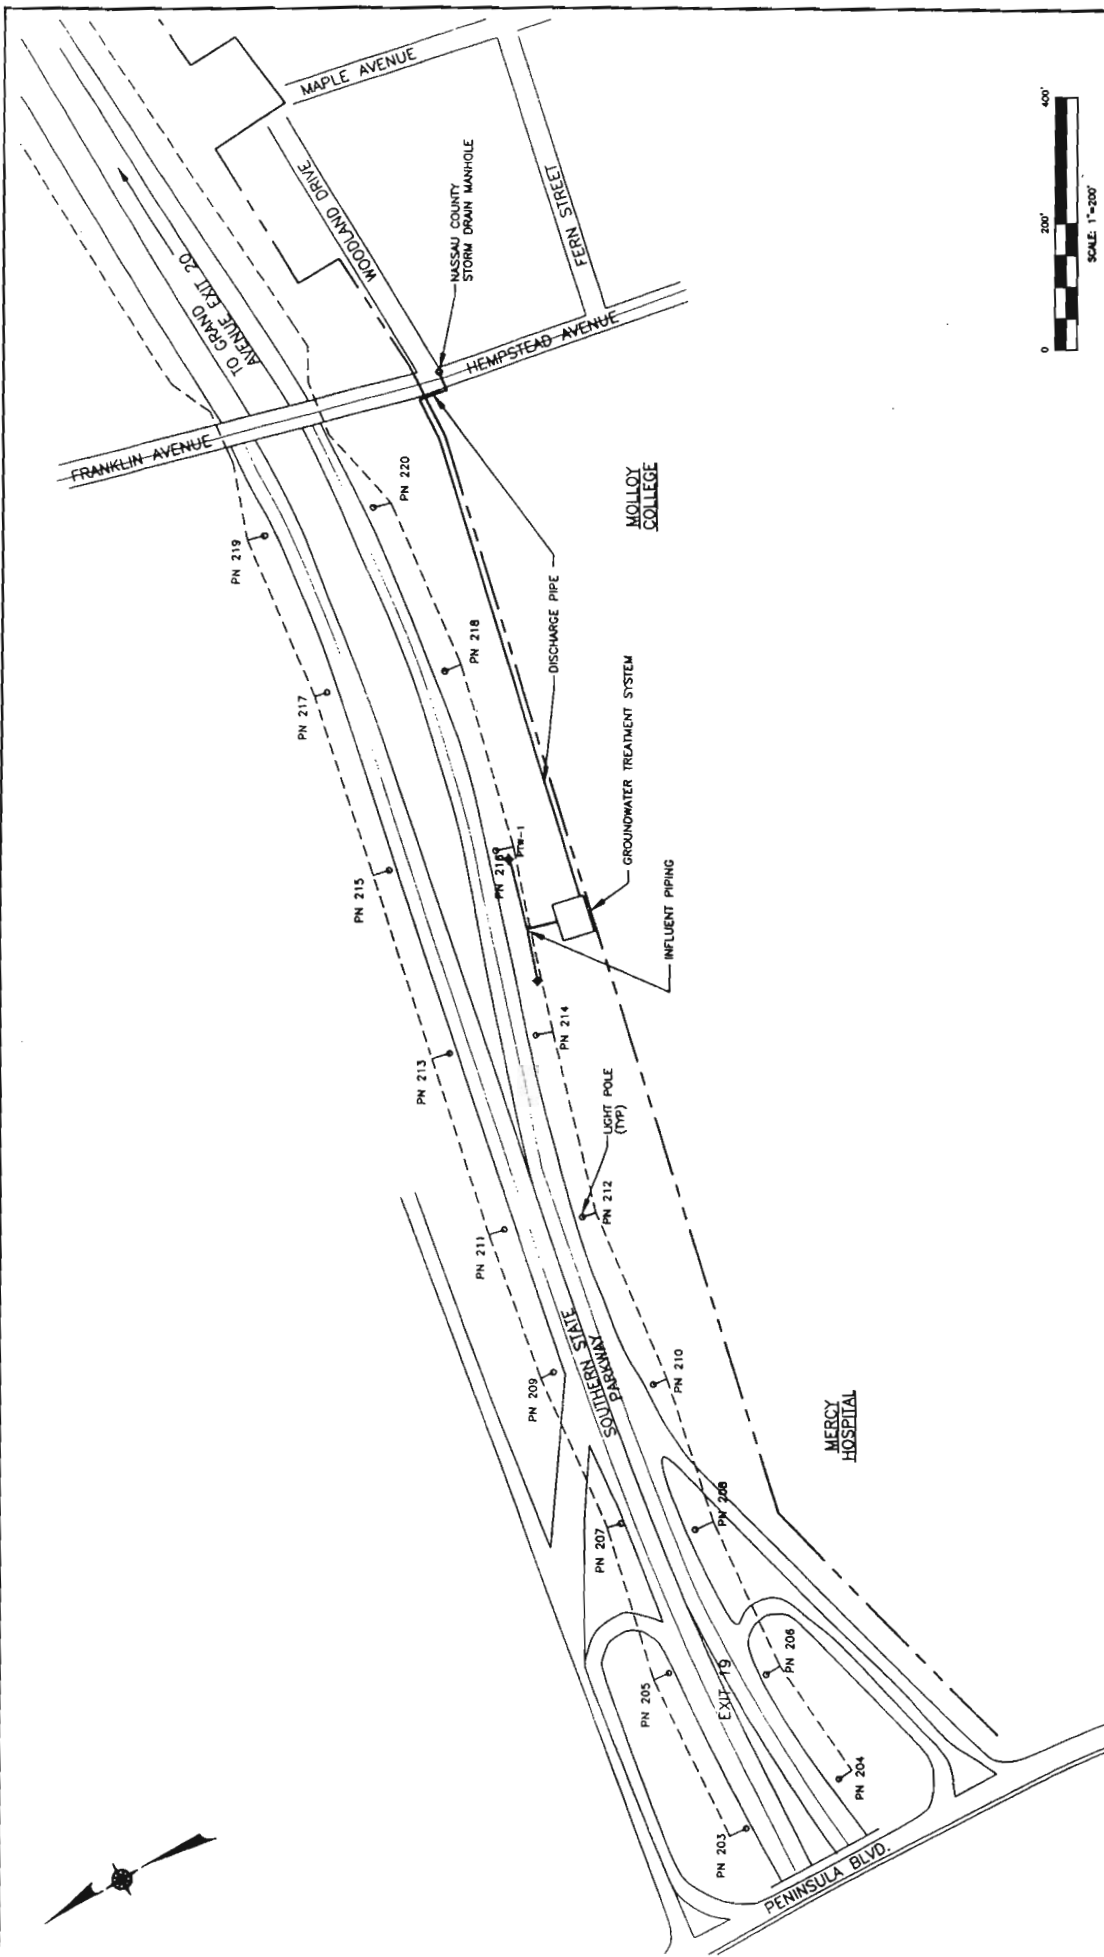 MAPLE AVENUE
WOODLAND DRIVE
NASSAU COUNTY
STORM DRAIN MANHOLE
FERN STREET
HEMPSTEAD AVENUE
TO GRAND
AVENUE EXIT 20
FRANKLIN AVENUE
400'
200'
0
SCALE: 1"=200'
MOLLOY
COLLEGE
PN 220
PN 219
PN 218
PN 217
DISCHARGE PIPE
GROUNDWATER TREATMENT SYSTEM
INFLUENT PIPING
PN 216
PN 215
PN 214
PN 213
LIGHT POLE
(TYP)
PN 212
PN 211
PN 210
PN 209
SOUTHERN STATE
PARKWAY
MERCY
HOSPITAL
PN 208
PN 207
PN 206
PN 205
EXIT 19
PN 204
PN 203
PENINSULA BLVD.